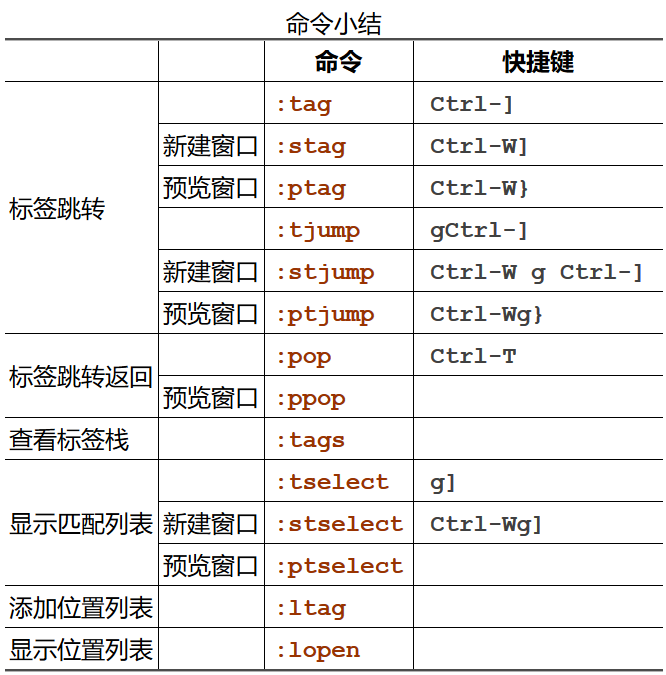 命令小结
命令 快捷键
标签跳转 :tag Ctrl-]
新建窗口 :stag Ctrl-W]
预览窗口 :ptag Ctrl-W}
:tjump gCtrl-]
新建窗口 :stjump Ctrl-W g Ctrl-]
预览窗口 :ptjump Ctrl-Wg}
标签跳转返回 :pop Ctrl-T
预览窗口 :ppop
查看标签栈 :tags
显示匹配列表 :tselect g]
新建窗口 :stselect Ctrl-Wg]
预览窗口 :ptselect
添加位置列表 :ltag
显示位置列表 :lopen